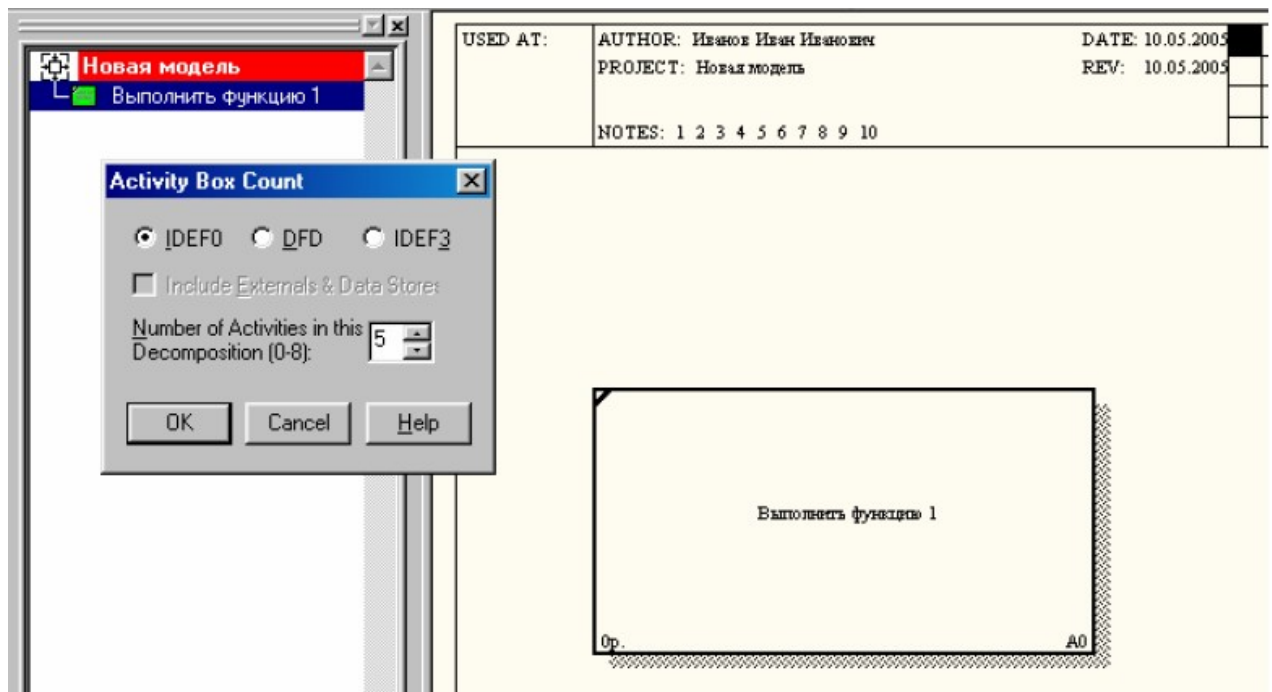 Новая модель
Выполнить функцию 1
Activity Box Count
IDEF0 DFD IDEF3
Include Externals & Data Stores
Number of Activities in this
Decomposition (0-8):
5
OK Cancel Help
USED AT:
AUTHOR: Иванов Иван Иванович
DATE: 10.05.2005
PROJECT: Новая модель
REV: 10.05.2005
NOTES: 1 2 3 4 5 6 7 8 9 10
Выполнить функцию 1
0р.
A0